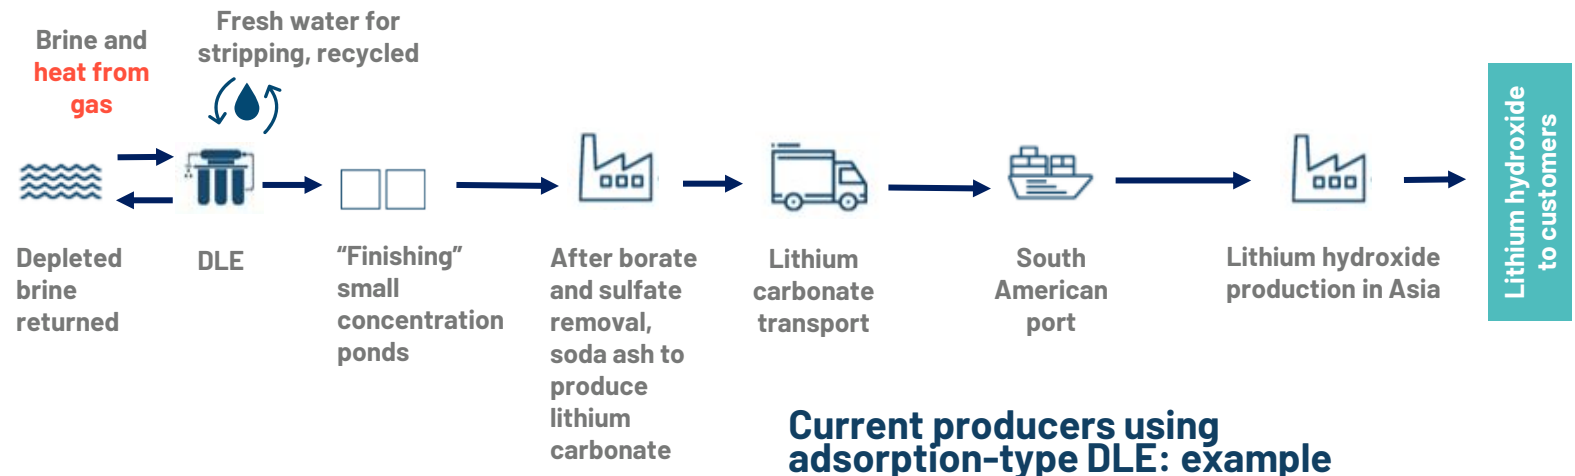 Brine and
heat from
gas
Fresh water for
stripping, recycled
Depleted
brine
returned
DLE
“Finishing”
small
concentration
ponds
After borate
and sulfate
removal,
soda ash to
produce
lithium
carbonate
Lithium
carbonate
transport
South
American
port
Lithium hydroxide
production in Asia
Lithium hydroxide
to customers
Current producers using
adsorption-type DLE: example